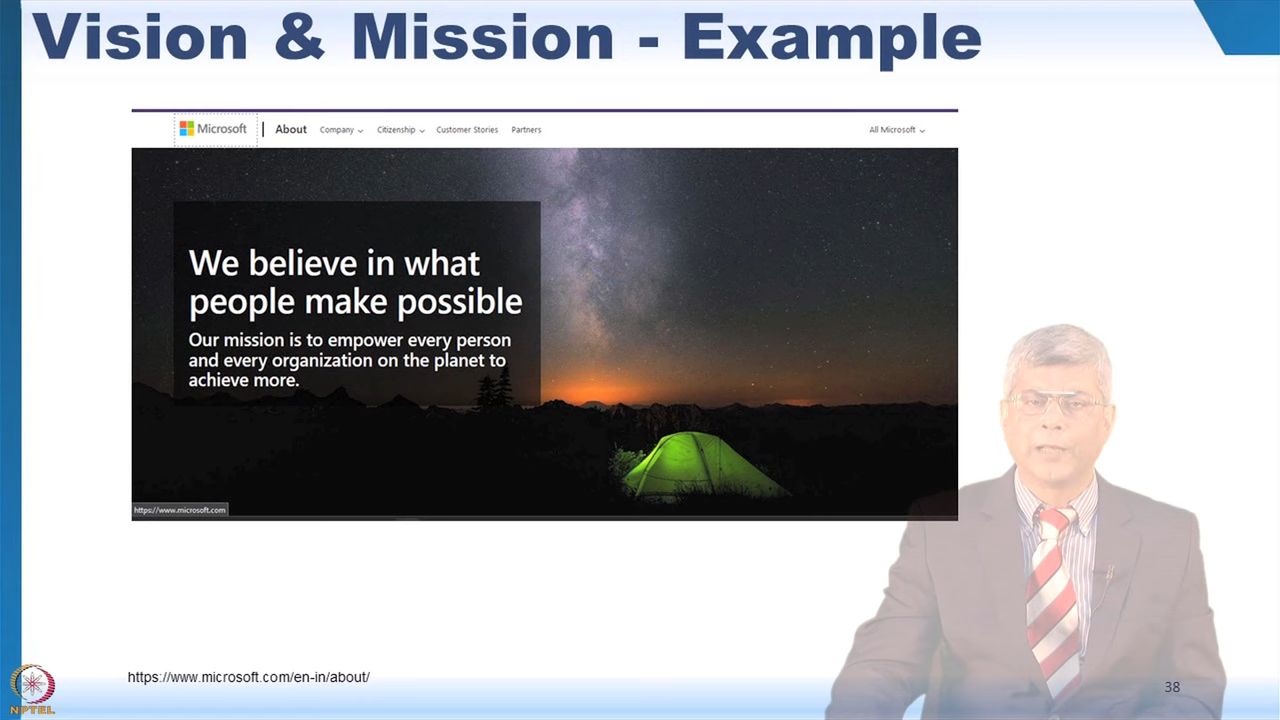 Vision & Mission - Example
Microsoft | About Company Citizenship Customer Stories Partners All Microsoft
We believe in what
people make possible
Our mission is to empower every person
and every organization on the planet to
achieve more.
https://www.microsoft.com
https://www.microsoft.com/en-in/about/
38
NPTEL